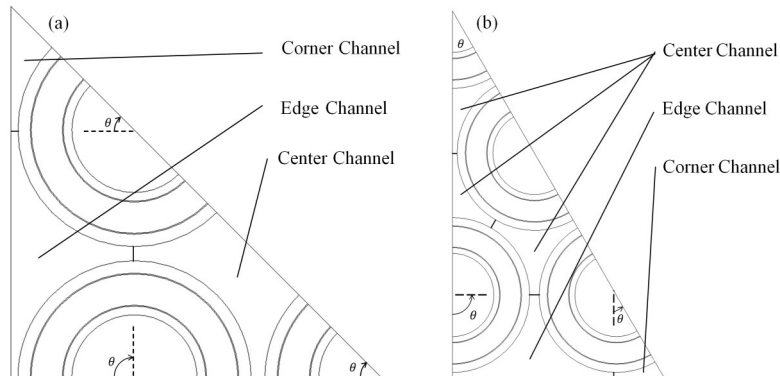 (a)
Corner Channel
Edge Channel
Center Channel
θ
θ
θ
(b)
Center Channel
Edge Channel
Corner Channel
θ
θ
θ